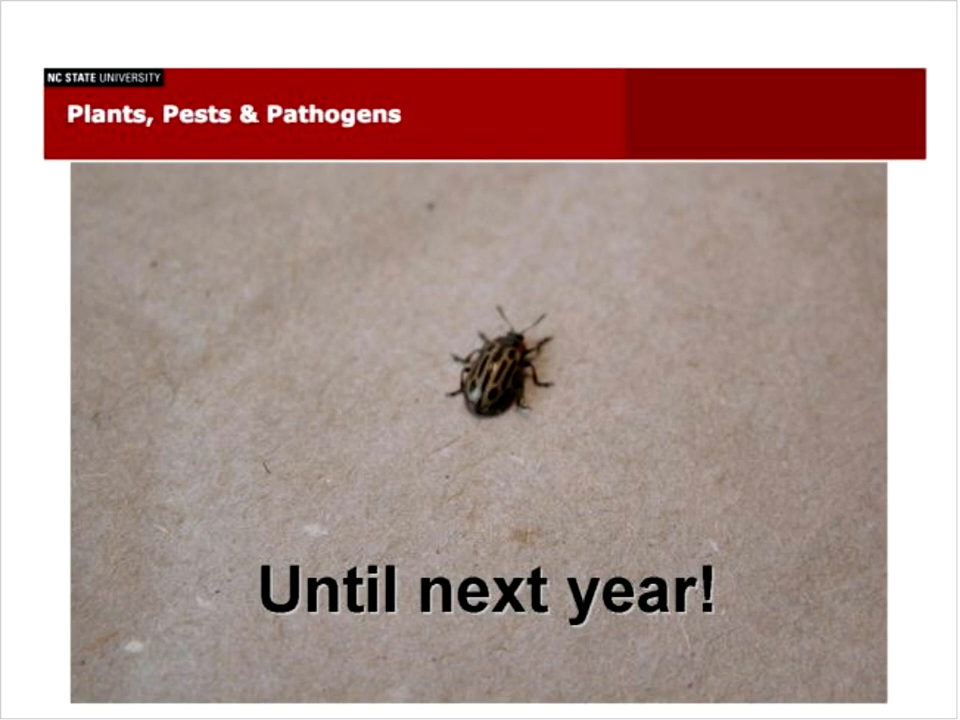 NC STATE UNIVERSITY
Plants, Pests & Pathogens
Until next year!